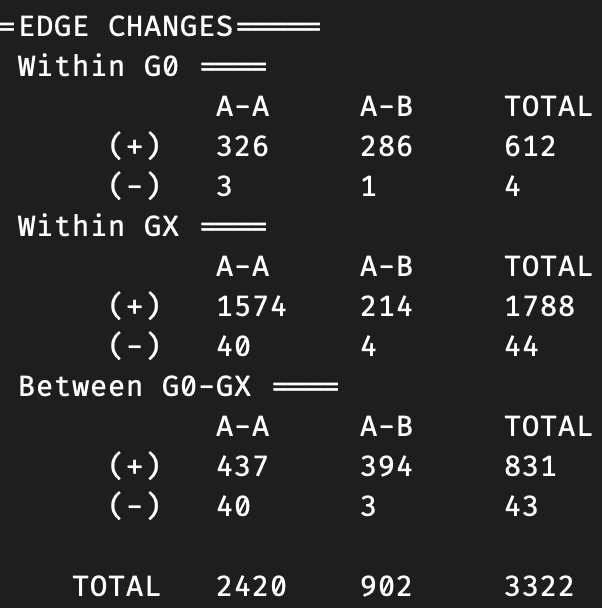 =EDGE CHANGES=====
Within G0 ====
A-A A-B TOTAL
(+) 326 286 612
(-) 3 1 4
Within GX ====
A-A A-B TOTAL
(+) 1574 214 1788
(-) 40 4 44
Between G0-GX ====
A-A A-B TOTAL
(+) 437 394 831
(-) 40 3 43
TOTAL 2420 902 3322